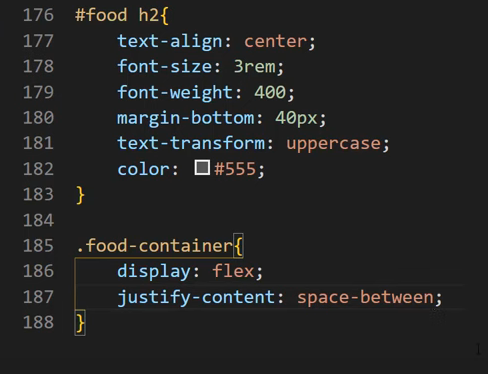 176 #food h2{
177 text-align: center;
178 font-size: 3rem;
179 font-weight: 400;
180 margin-bottom: 40px;
181 text-transform: uppercase;
182 color: #555;
183 }
184
185 .food-container{
186 display: flex;
187 justify-content: space-between;
188 }